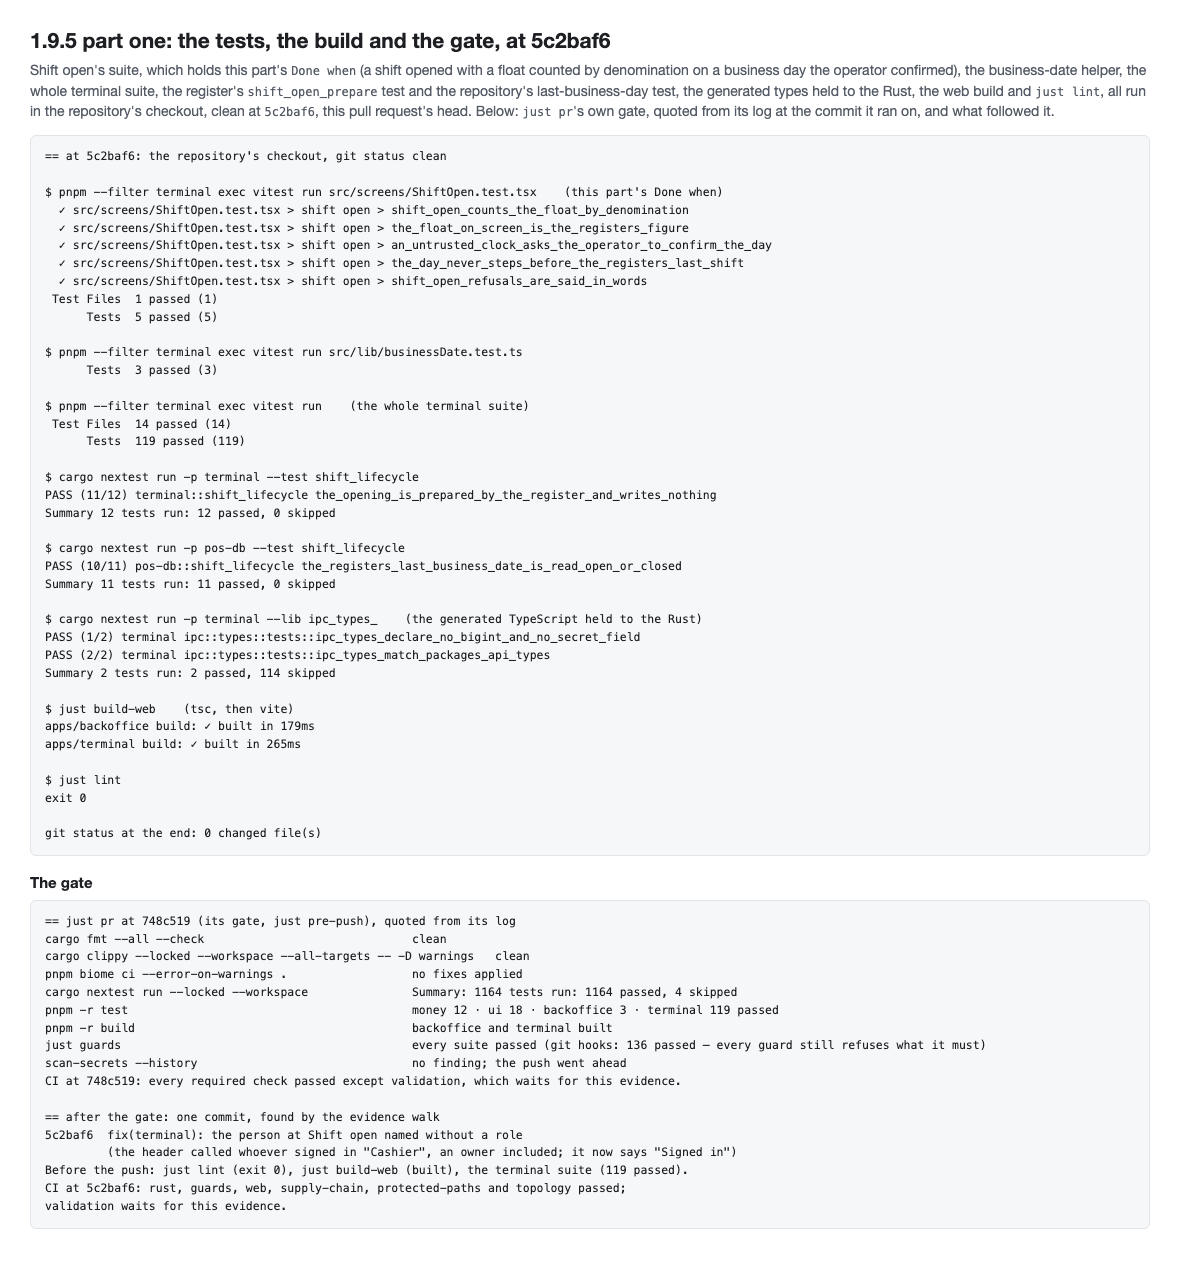 1.9.5 part one: the tests, the build and the gate, at 5c2baf6
Shift open's suite, which holds this part's Done when (a shift opened with a float counted by denomination on a business day the operator confirmed), the business-date helper, the
whole terminal suite, the register's shift_open_prepare test and the repository's last-business-day test, the generated types held to the Rust, the web build and just lint, all run
in the repository's checkout, clean at 5c2baf6, this pull request's head. Below: just pr's own gate, quoted from its log at the commit it ran on, and what followed it.
== at 5c2baf6: the repository's checkout, git status clean
$ pnpm --filter terminal exec vitest run src/screens/ShiftOpen.test.tsx    (this part's Done when)
✓ src/screens/ShiftOpen.test.tsx > shift open > shift_open_counts_the_float_by_denomination
✓ src/screens/ShiftOpen.test.tsx > shift open > the_float_on_screen_is_the_registers_figure
✓ src/screens/ShiftOpen.test.tsx > shift open > an_untrusted_clock_asks_the_operator_to_confirm_the_day
✓ src/screens/ShiftOpen.test.tsx > shift open > the_day_never_steps_before_the_registers_last_shift
✓ src/screens/ShiftOpen.test.tsx > shift open > shift_open_refusals_are_said_in_words
Test Files  1 passed (1)
Tests  5 passed (5)
$ pnpm --filter terminal exec vitest run src/lib/businessDate.test.ts
Tests  3 passed (3)
$ pnpm --filter terminal exec vitest run    (the whole terminal suite)
Test Files  14 passed (14)
Tests  119 passed (119)
$ cargo nextest run -p terminal --test shift_lifecycle
PASS (11/12) terminal::shift_lifecycle the_opening_is_prepared_by_the_register_and_writes_nothing
Summary 12 tests run: 12 passed, 0 skipped
$ cargo nextest run -p pos-db --test shift_lifecycle
PASS (10/11) pos-db::shift_lifecycle the_registers_last_business_date_is_read_open_or_closed
Summary 11 tests run: 11 passed, 0 skipped
$ cargo nextest run -p terminal --lib ipc_types_    (the generated TypeScript held to the Rust)
PASS (1/2) terminal ipc::types::tests::ipc_types_declare_no_bigint_and_no_secret_field
PASS (2/2) terminal ipc::types::tests::ipc_types_match_packages_api_types
Summary 2 tests run: 2 passed, 114 skipped
$ just build-web    (tsc, then vite)
apps/backoffice build: ✓ built in 179ms
apps/terminal build: ✓ built in 265ms
$ just lint
exit 0
git status at the end: 0 changed file(s)
The gate
== just pr at 748c519 (its gate, just pre-push), quoted from its log
cargo fmt --all --check                              clean
cargo clippy --locked --workspace --all-targets -- -D warnings   clean
pnpm biome ci --error-on-warnings .                  no fixes applied
cargo nextest run --locked --workspace               Summary: 1164 tests run: 1164 passed, 4 skipped
pnpm -r test                                         money 12 · ui 18 · backoffice 3 · terminal 119 passed
pnpm -r build                                        backoffice and terminal built
just guards                                          every suite passed (git hooks: 136 passed — every guard still refuses what it must)
scan-secrets --history                               no finding; the push went ahead
CI at 748c519: every required check passed except validation, which waits for this evidence.
== after the gate: one commit, found by the evidence walk
5c2baf6  fix(terminal): the person at Shift open named without a role
(the header called whoever signed in "Cashier", an owner included; it now says "Signed in")
Before the push: just lint (exit 0), just build-web (built), the terminal suite (119 passed).
CI at 5c2baf6: rust, guards, web, supply-chain, protected-paths and topology passed;
validation waits for this evidence.